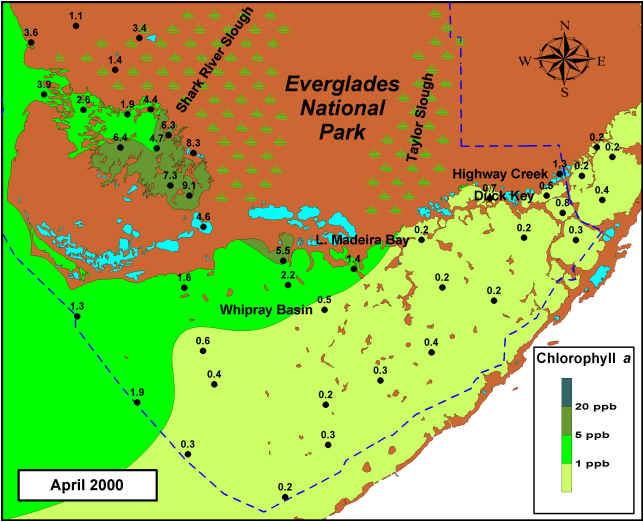 1.1
3.6
3.4
1.4
Shark River Slough
Everglades
National
Park
Taylor Slough
N
W
E
S
3.9
2.6
1.9
4.4
6.3
6.4
4.7
8.3
7.3
9.1
4.6
0.2
0.2
1.3
Highway Creek
0.7
0.5
Duck Key
0.4
0.8
L. Madeira Bay
0.2
0.2
0.3
5.5
1.4
1.6
2.2
0.2
0.2
Whipray Basin
0.5
1.3
0.6
0.4
0.4
0.3
1.9
0.2
0.3
0.3
0.2
Chlorophyll a
20 ppb
5 ppb
1 ppb
April 2000